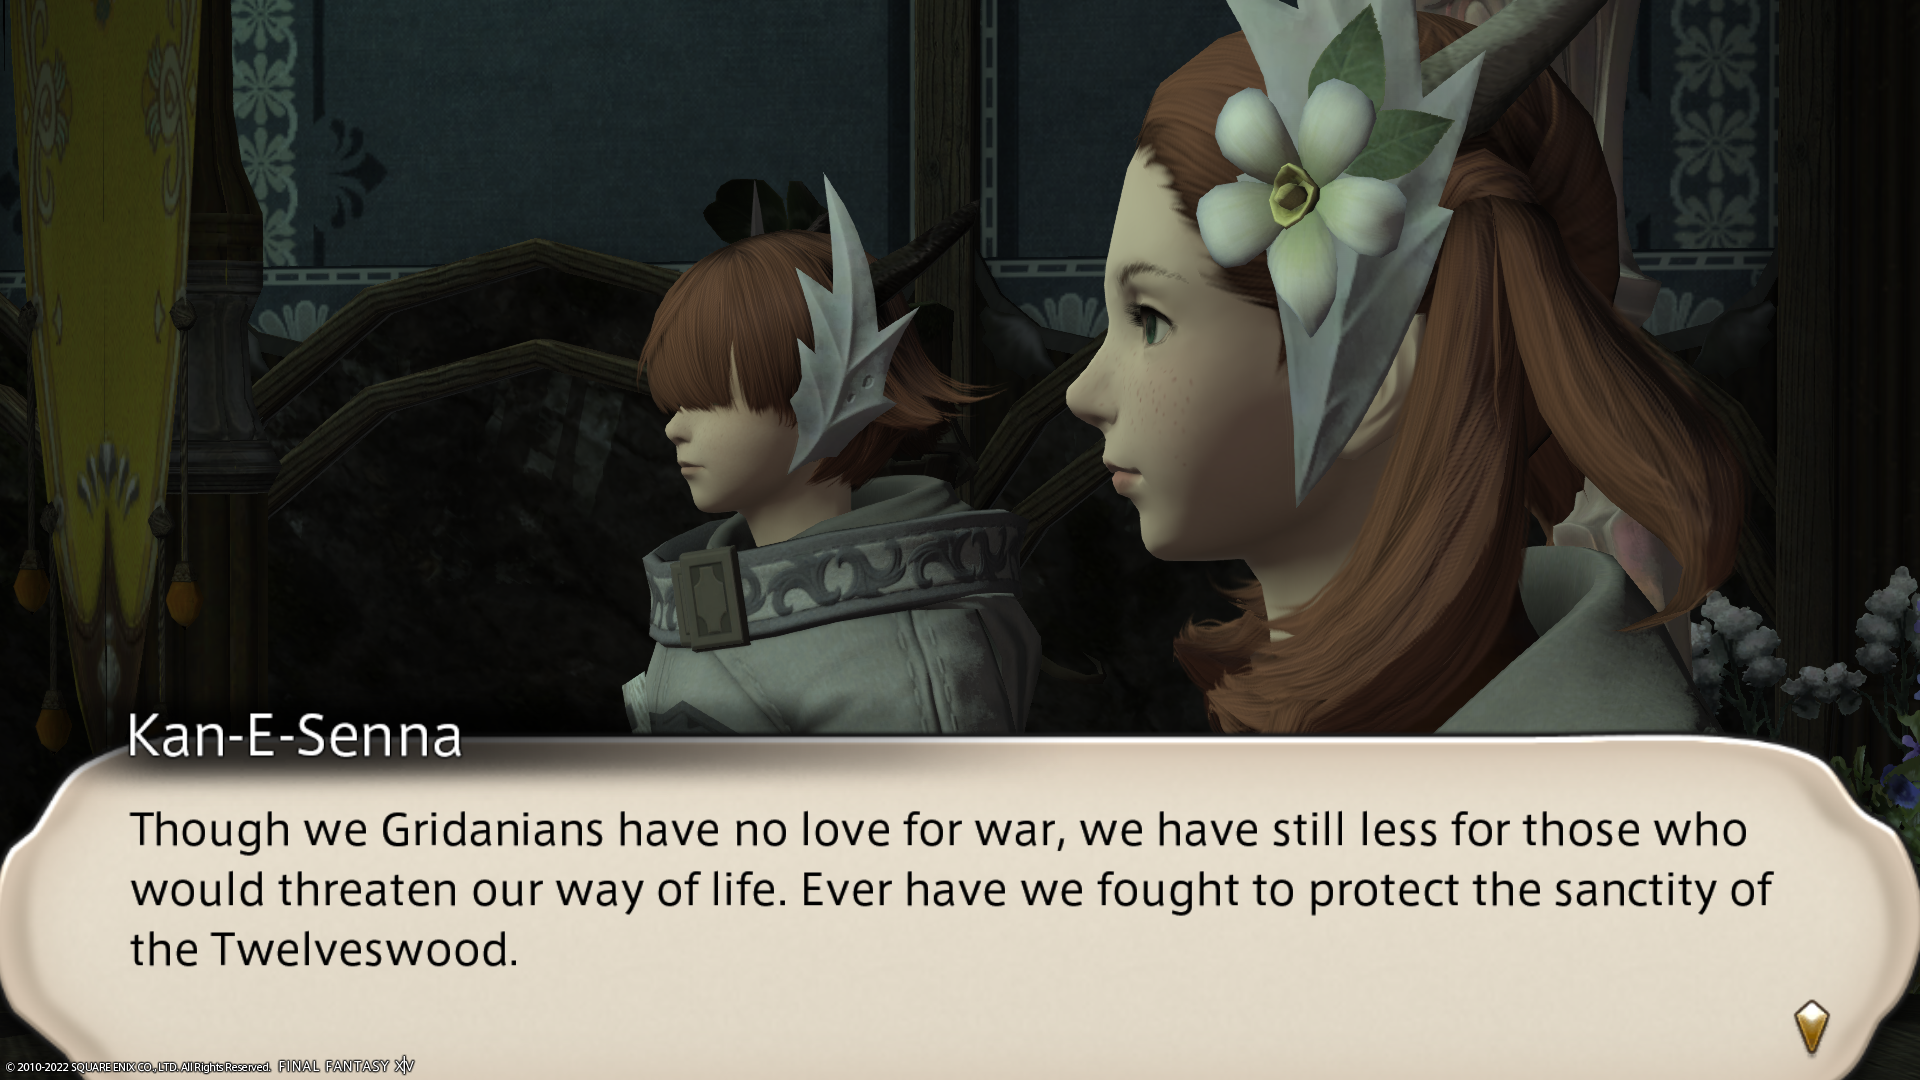 Kan-E-Senna
Though we Gridanians have no love for war, we have still less for those who
would threaten our way of life. Ever have we fought to protect the sanctity of
the Twelveswood.
© 2010-2022 SQUARE ENIX CO., LTD. All Rights Reserved. FINAL FANTASY XIV